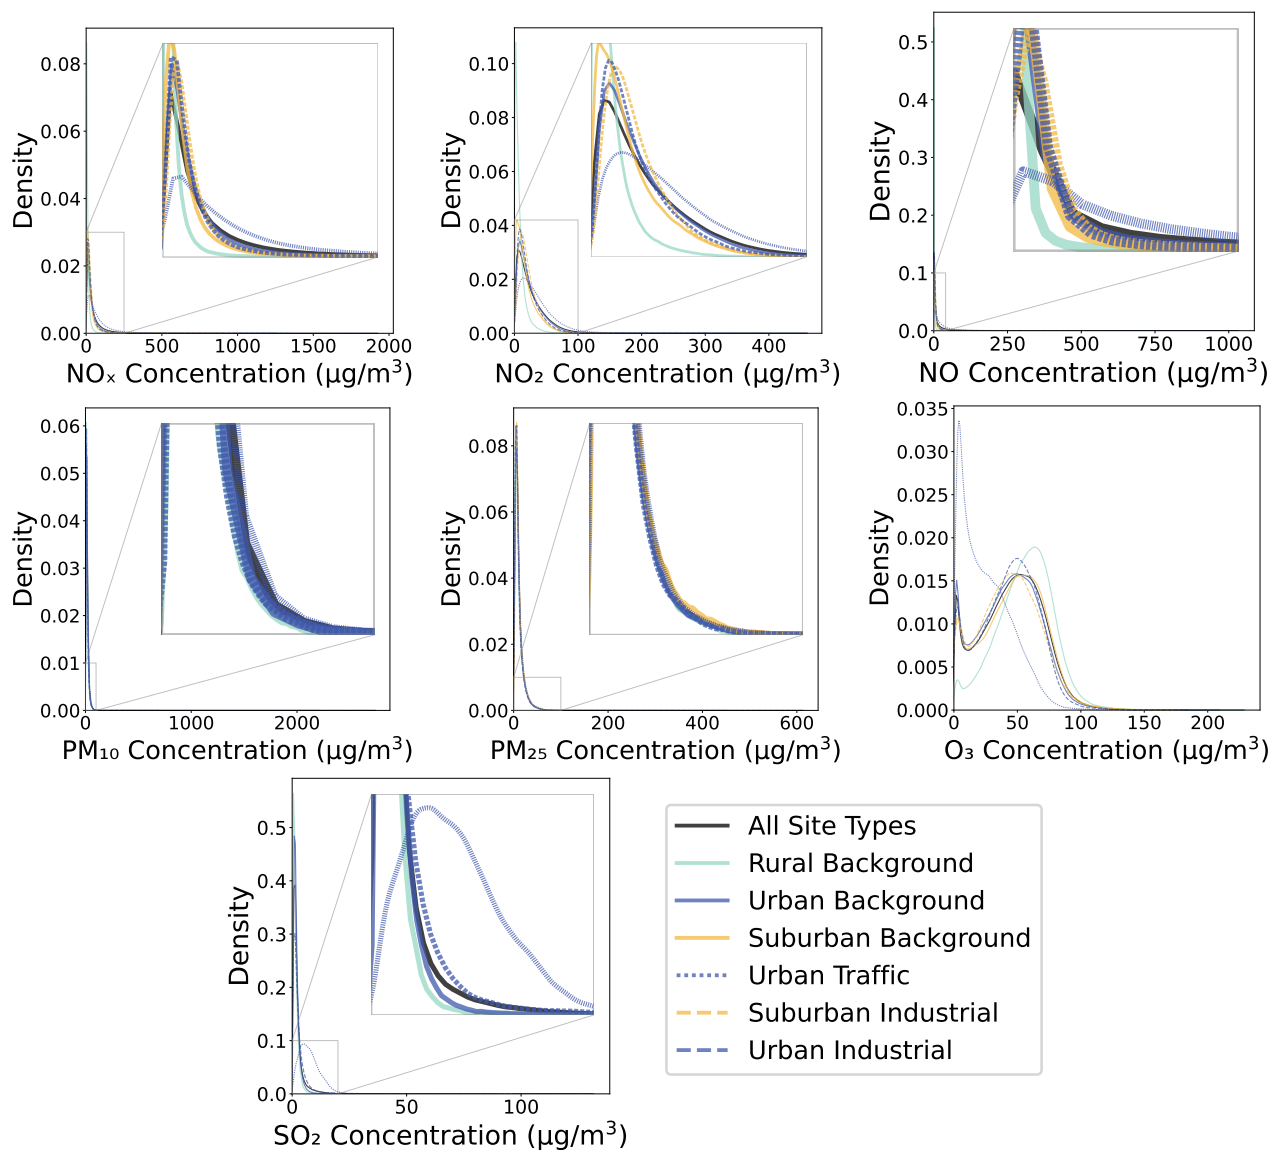 Density
0.08
0.06
0.04
0.02
0.00
0 500 1000 1500 2000
NOₓ Concentration (µg/m³)
Density
0.10
0.08
0.06
0.04
0.02
0.00
0 100 200 300 400
NO₂ Concentration (µg/m³)
Density
0.5
0.4
0.3
0.2
0.1
0.0
0 250 500 750 1000
NO Concentration (µg/m³)
Density
0.06
0.05
0.04
0.03
0.02
0.01
0.00
0 1000 2000
PM₁₀ Concentration (µg/m³)
Density
0.08
0.06
0.04
0.02
0.00
0 200 400 600
PM₂₅ Concentration (µg/m³)
Density
0.035
0.030
0.025
0.020
0.015
0.010
0.005
0.000
0 50 100 150 200
O₃ Concentration (µg/m³)
Density
0.5
0.4
0.3
0.2
0.1
0.0
0 50 100
SO₂ Concentration (µg/m³)
All Site Types
Rural Background
Urban Background
Suburban Background
Urban Traffic
Suburban Industrial
Urban Industrial